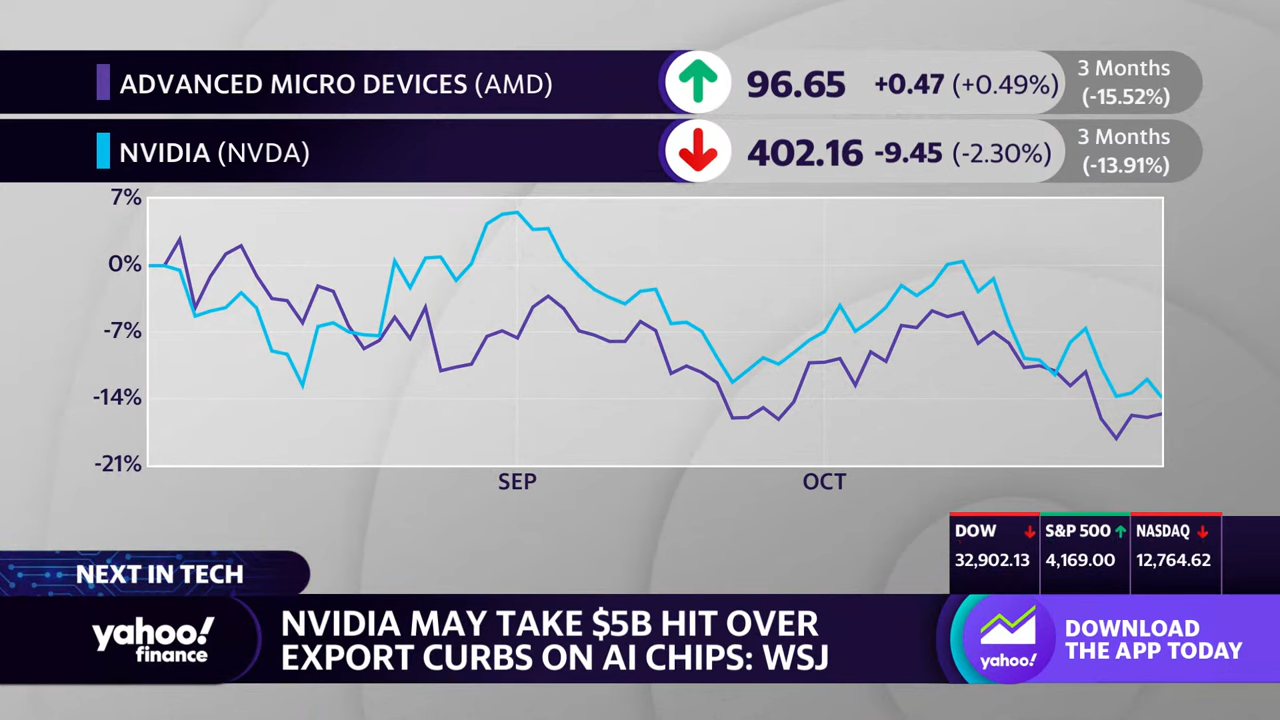 ADVANCED MICRO DEVICES (AMD) 96.65 +0.47 (+0.49%) 3 Months (-15.52%)
NVIDIA (NVDA) 402.16 -9.45 (-2.30%) 3 Months (-13.91%)
7%
0%
-7%
-14%
-21%
SEP OCT
DOW S&P 500 NASDAQ
32,902.13 4,169.00 12,764.62
NEXT IN TECH
yahoo!
finance
NVIDIA MAY TAKE $5B HIT OVER
EXPORT CURBS ON AI CHIPS: WSJ
yahoo!
DOWNLOAD
THE APP TODAY